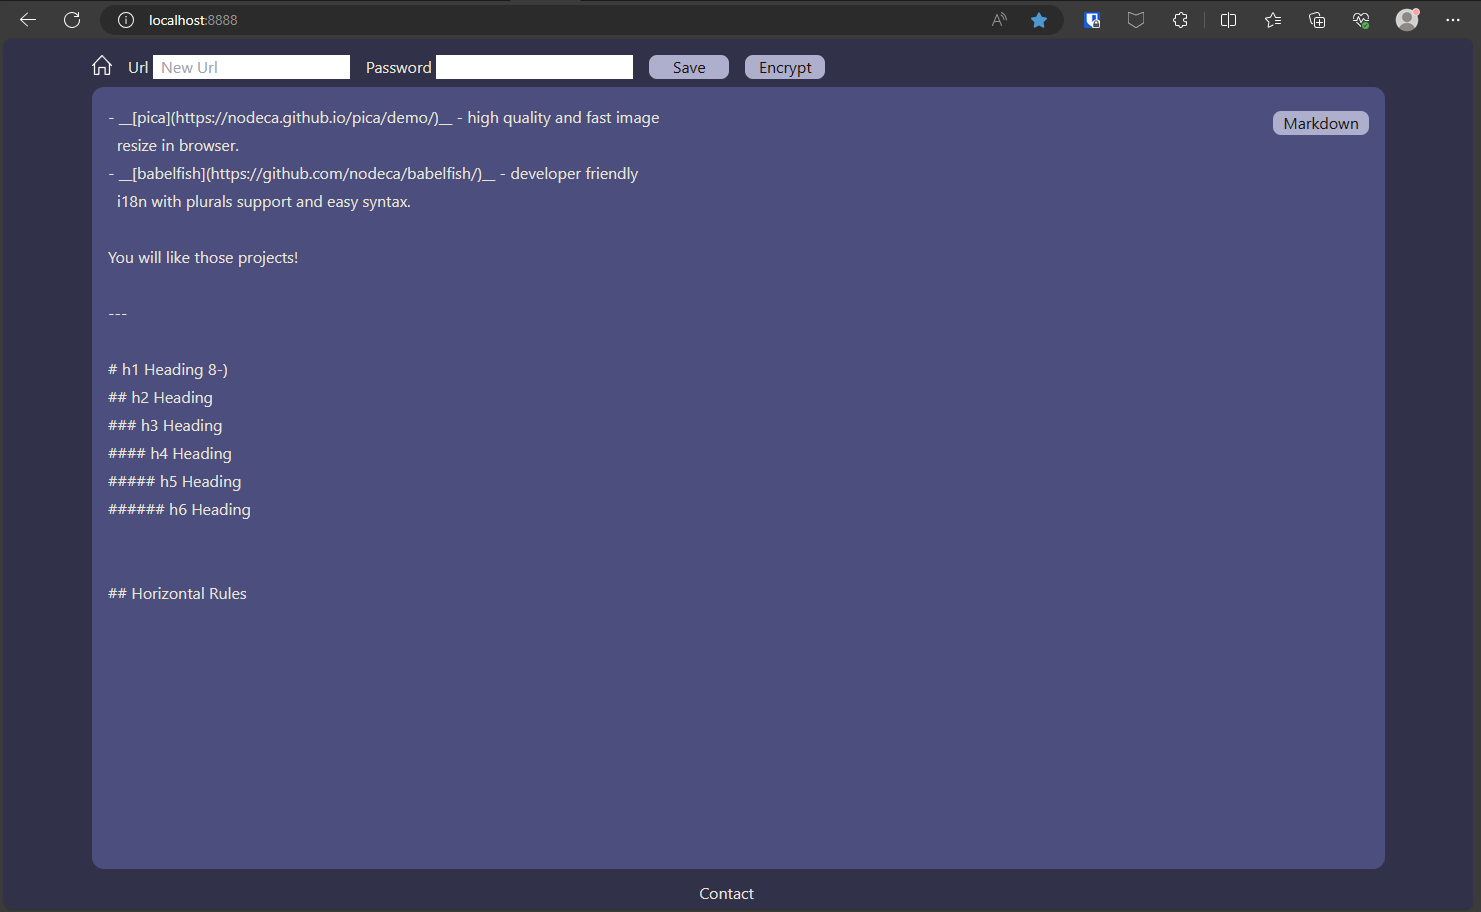 localhost:8888
Url New Url Password Save Encrypt
Markdown
- __[pica](https://nodeca.github.io/pica/demo/)__ - high quality and fast image
resize in browser.
- __[babelfish](https://github.com/nodeca/babelfish/)__ - developer friendly
i18n with plurals support and easy syntax.
You will like those projects!
---
# h1 Heading 8-)
## h2 Heading
### h3 Heading
#### h4 Heading
##### h5 Heading
###### h6 Heading
## Horizontal Rules
Contact